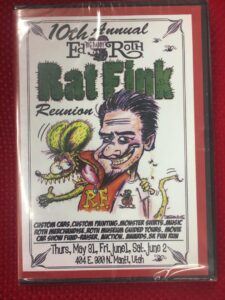 10th Annual
Ed "Big Daddy" Roth
Rat Fink
Reunion
R.F.
CUSTOM CARS, CUSTOM PAINTING, MONSTER SHIRTS, MUSIC
ROTH MERCHANDISE, ROTH MUSEUM GUIDED TOURS, MOVIE
CAR SHOW FUND-RAISER, AUCTION, AWARDS, 5K FUN RUN
Thurs, May 31, Fri, June 1, Sat, June 2
404 E. 300 N. Manti, Utah